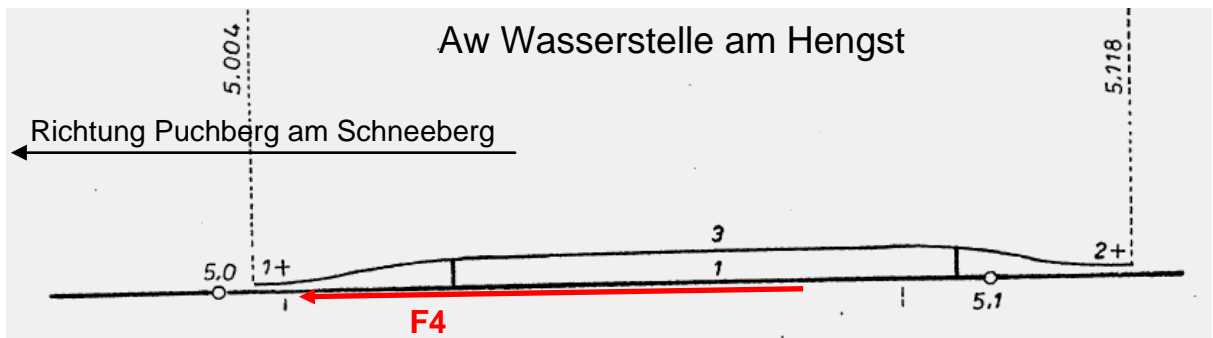 Aw Wasserstelle am Hengst
5.004
5.118
Richtung Puchberg am Schneeberg
3
5.0
1+
1
2+
5.1
F4